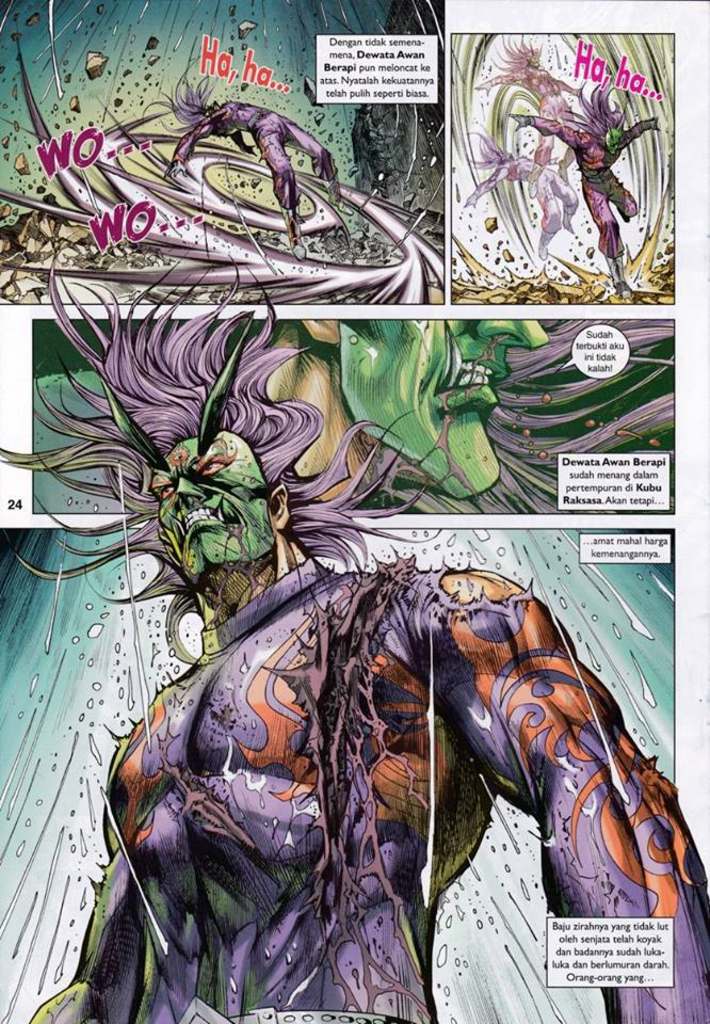 Ha, ha...
Dengan tidak semena-
mena, Dewata Awan
Berapi pun meloncat ke
atas. Nyatalah kekuatannya
telah pulih seperti biasa.
WO...
WO...
Ha, ha...
Sudah
terbukti aku
ini tidak
kalah!
Dewata Awan Berapi
sudah menang dalam
pertempuran di Kubu
Raksasa. Akan tetapi...
24
...amat mahal harga
kemenangannya.
Baju zirahnya yang tidak lut
oleh senjata telah koyak
dan badannya sudah luka-
luka dan berlumuran darah.
Orang-orang yang...